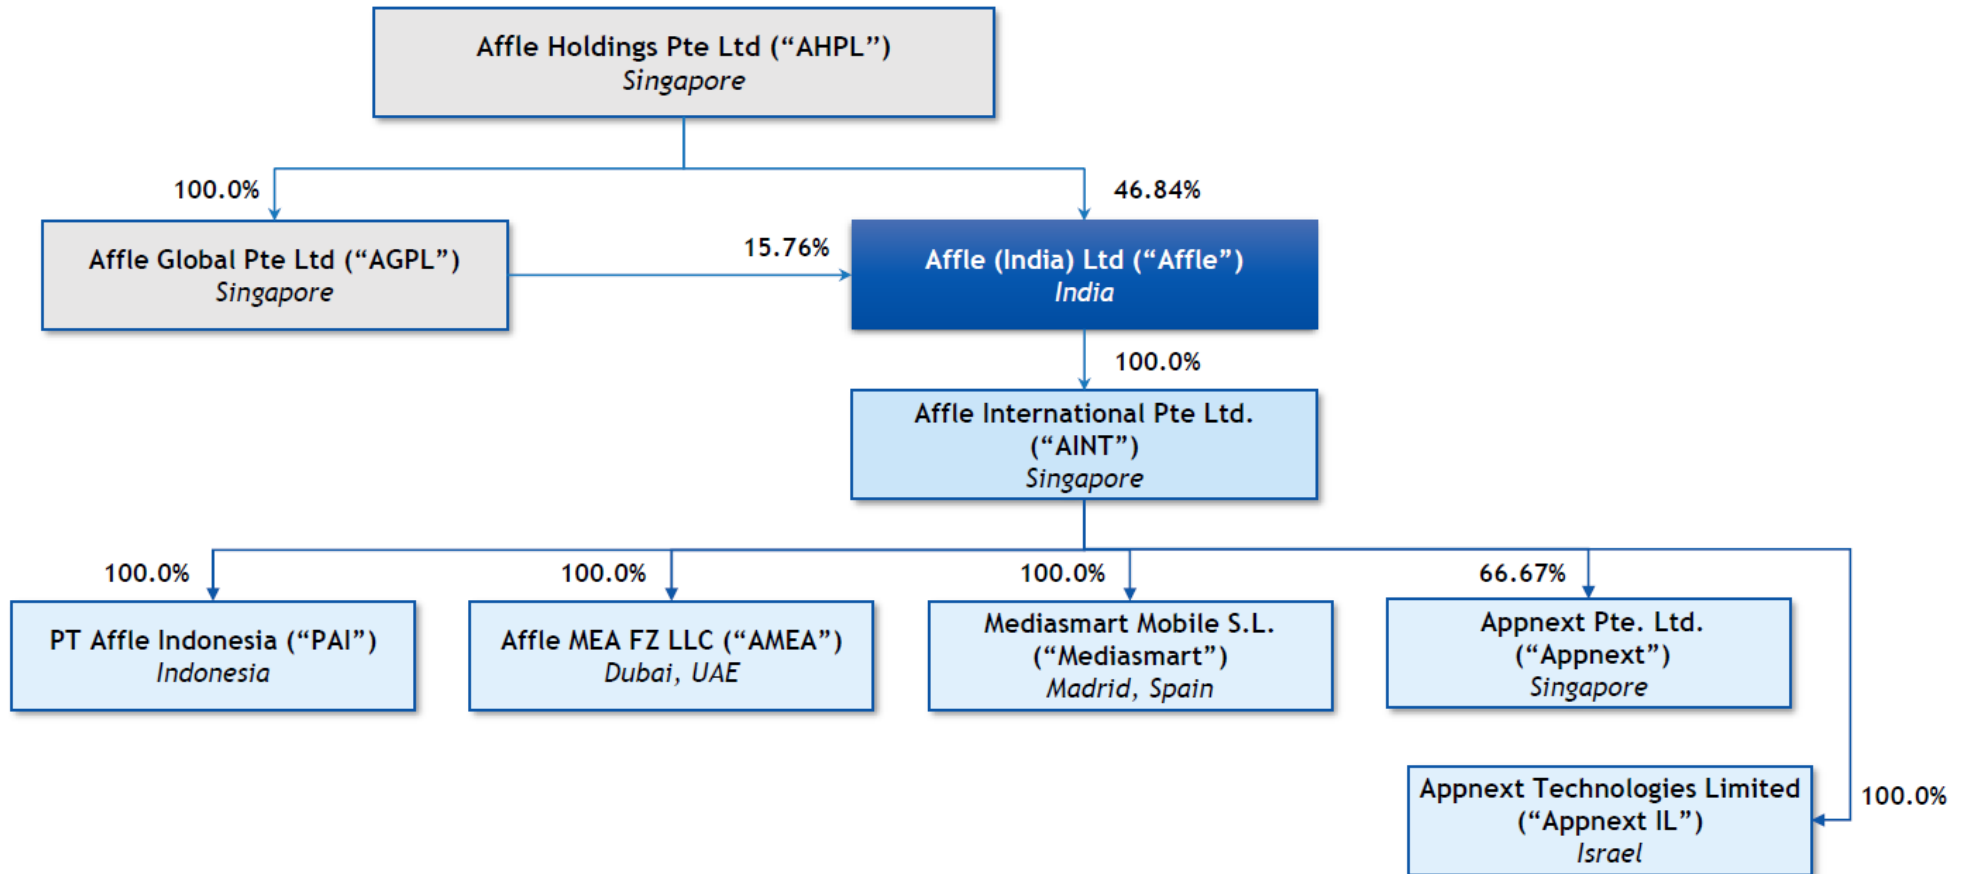 Affle Holdings Pte Ltd (“AHPL”)
Singapore
100.0%
46.84%
Affle Global Pte Ltd (“AGPL”)
Singapore
15.76%
Affle (India) Ltd (“Affle”)
India
100.0%
Affle International Pte Ltd.
(“AINT”)
Singapore
100.0%
100.0%
100.0%
66.67%
PT Affle Indonesia (“PAI”)
Indonesia
Affle MEA FZ LLC (“AMEA”)
Dubai, UAE
Mediasmart Mobile S.L.
(“Mediasmart”)
Madrid, Spain
Appnext Pte. Ltd.
(“Appnext”)
Singapore
Appnext Technologies Limited
(“Appnext IL”)
Israel
100.0%